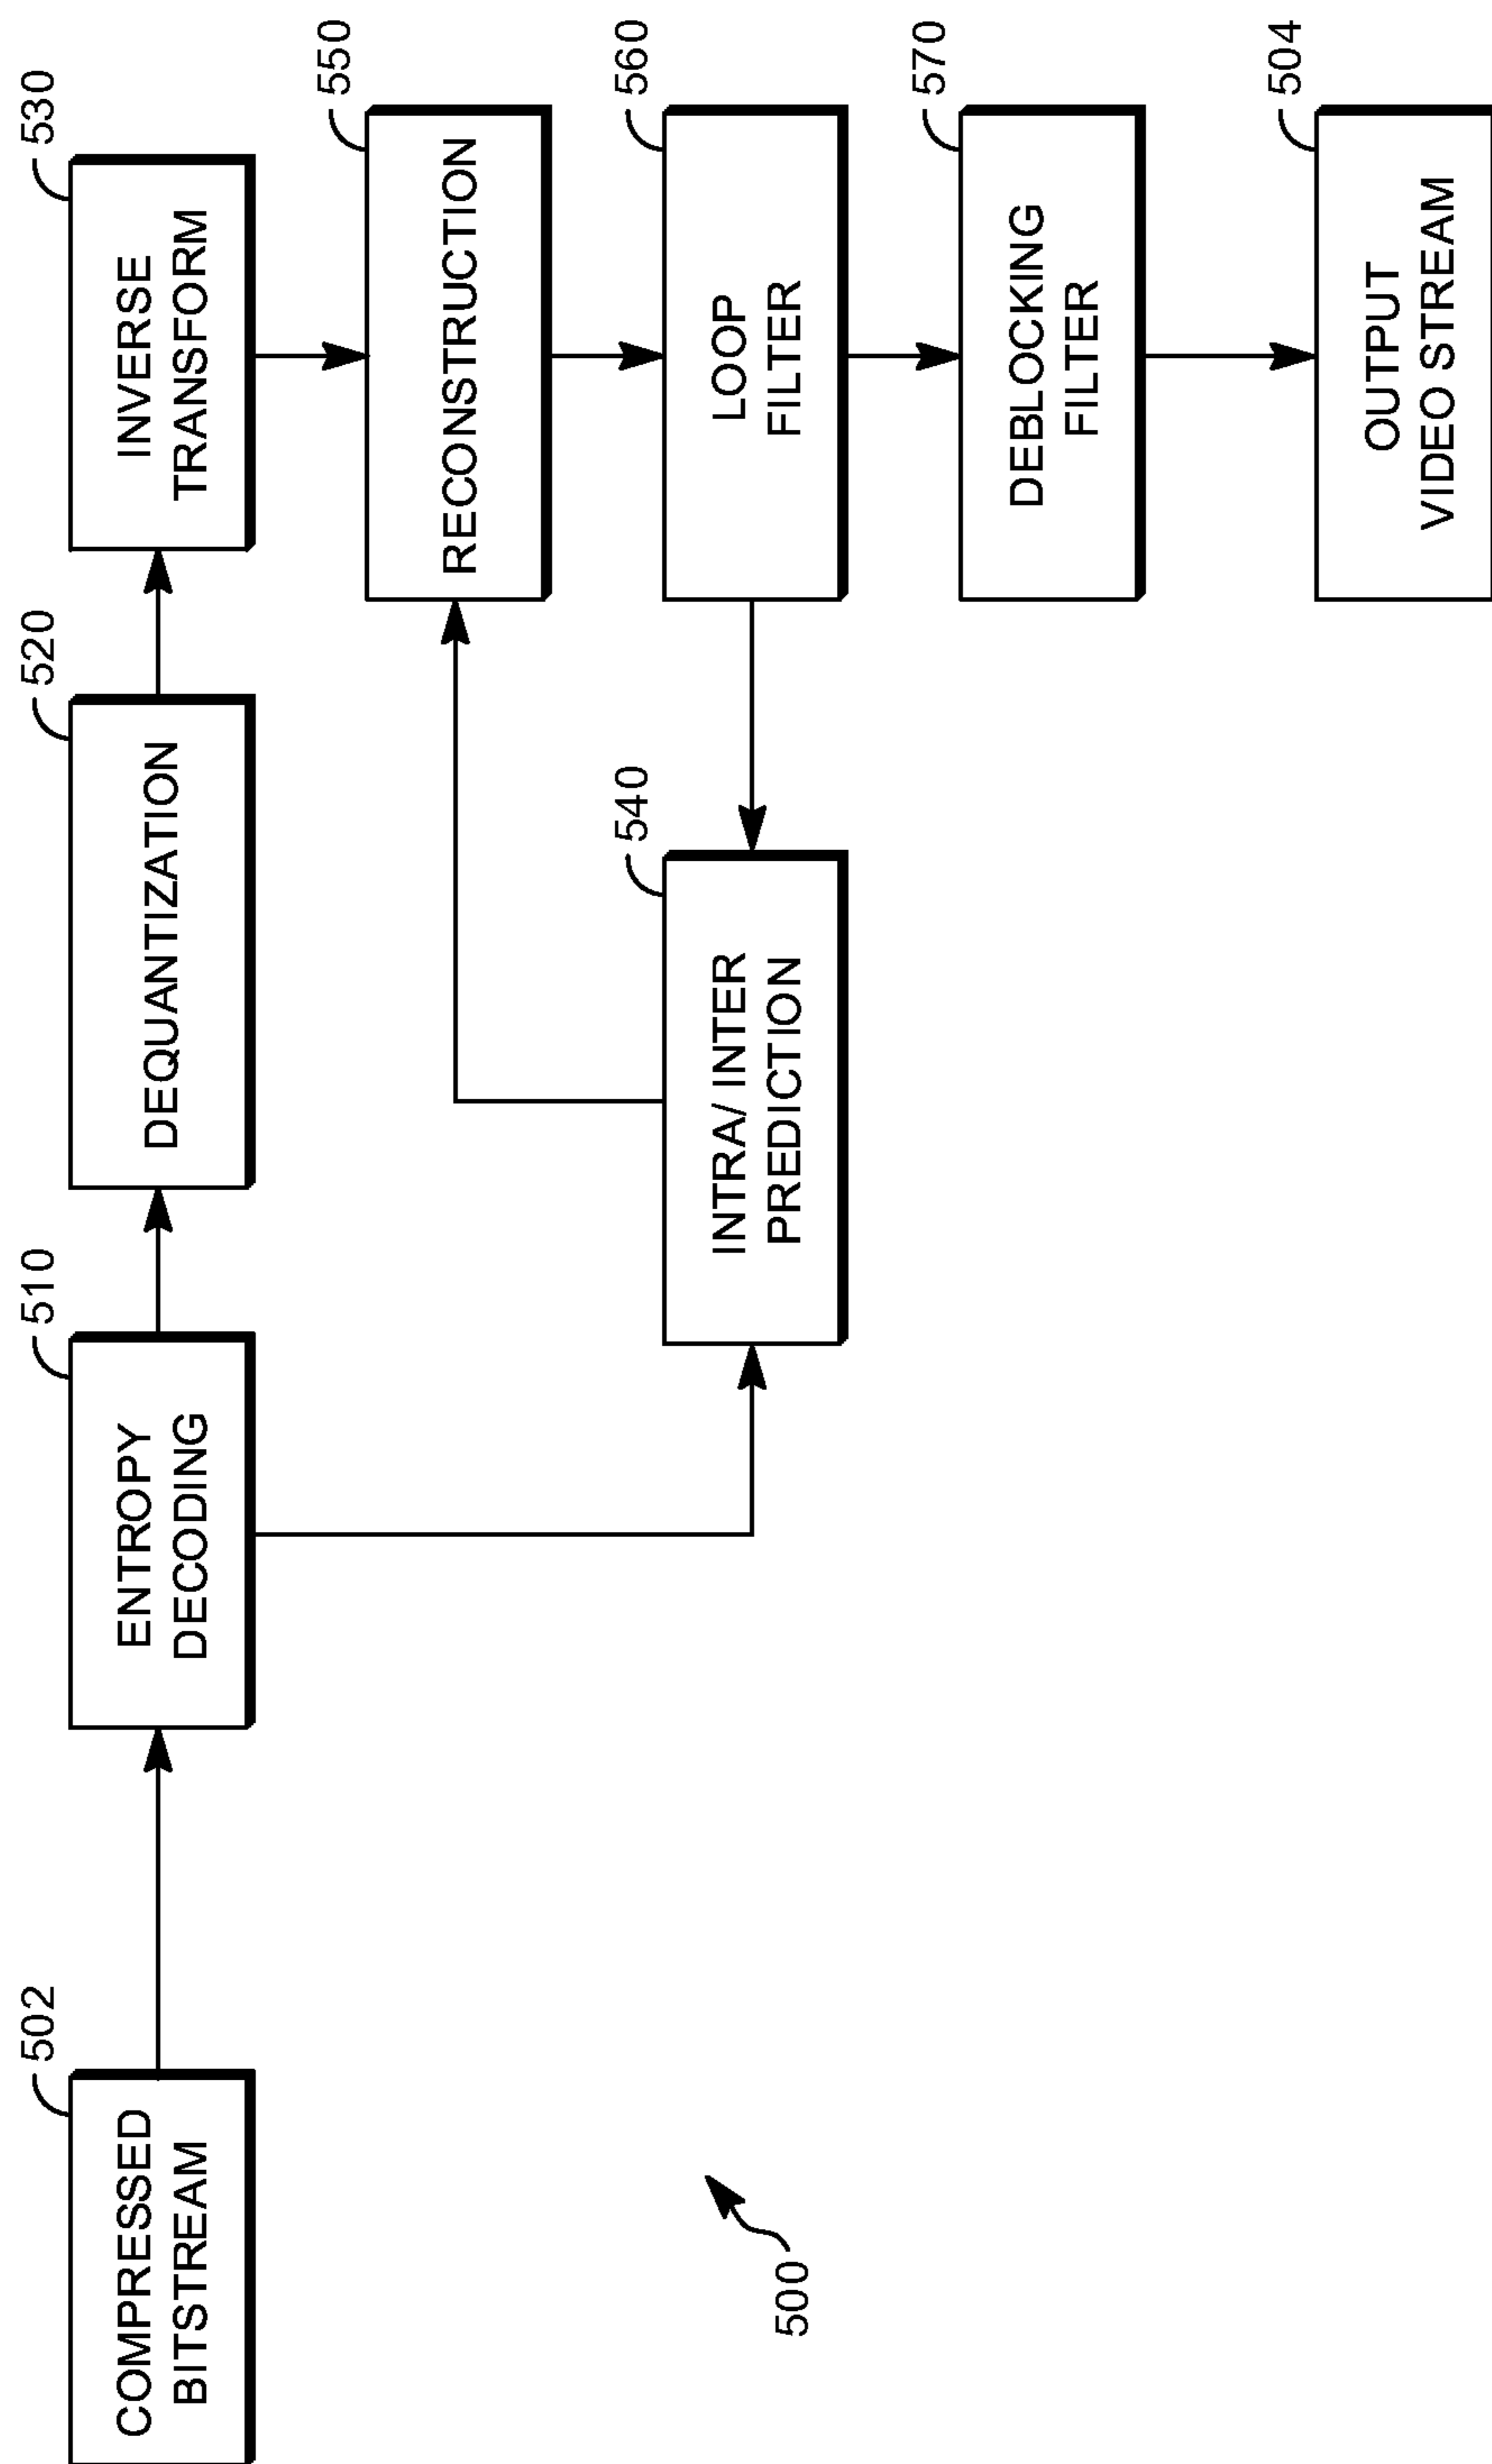 502
COMPRESSED
BITSTREAM
510
ENTROPY
DECODING
520
DEQUANTIZATION
530
INVERSE
TRANSFORM
550
RECONSTRUCTION
540
INTRA/ INTER
PREDICTION
560
LOOP
FILTER
570
DEBLOCKING
FILTER
504
OUTPUT
VIDEO STREAM
500